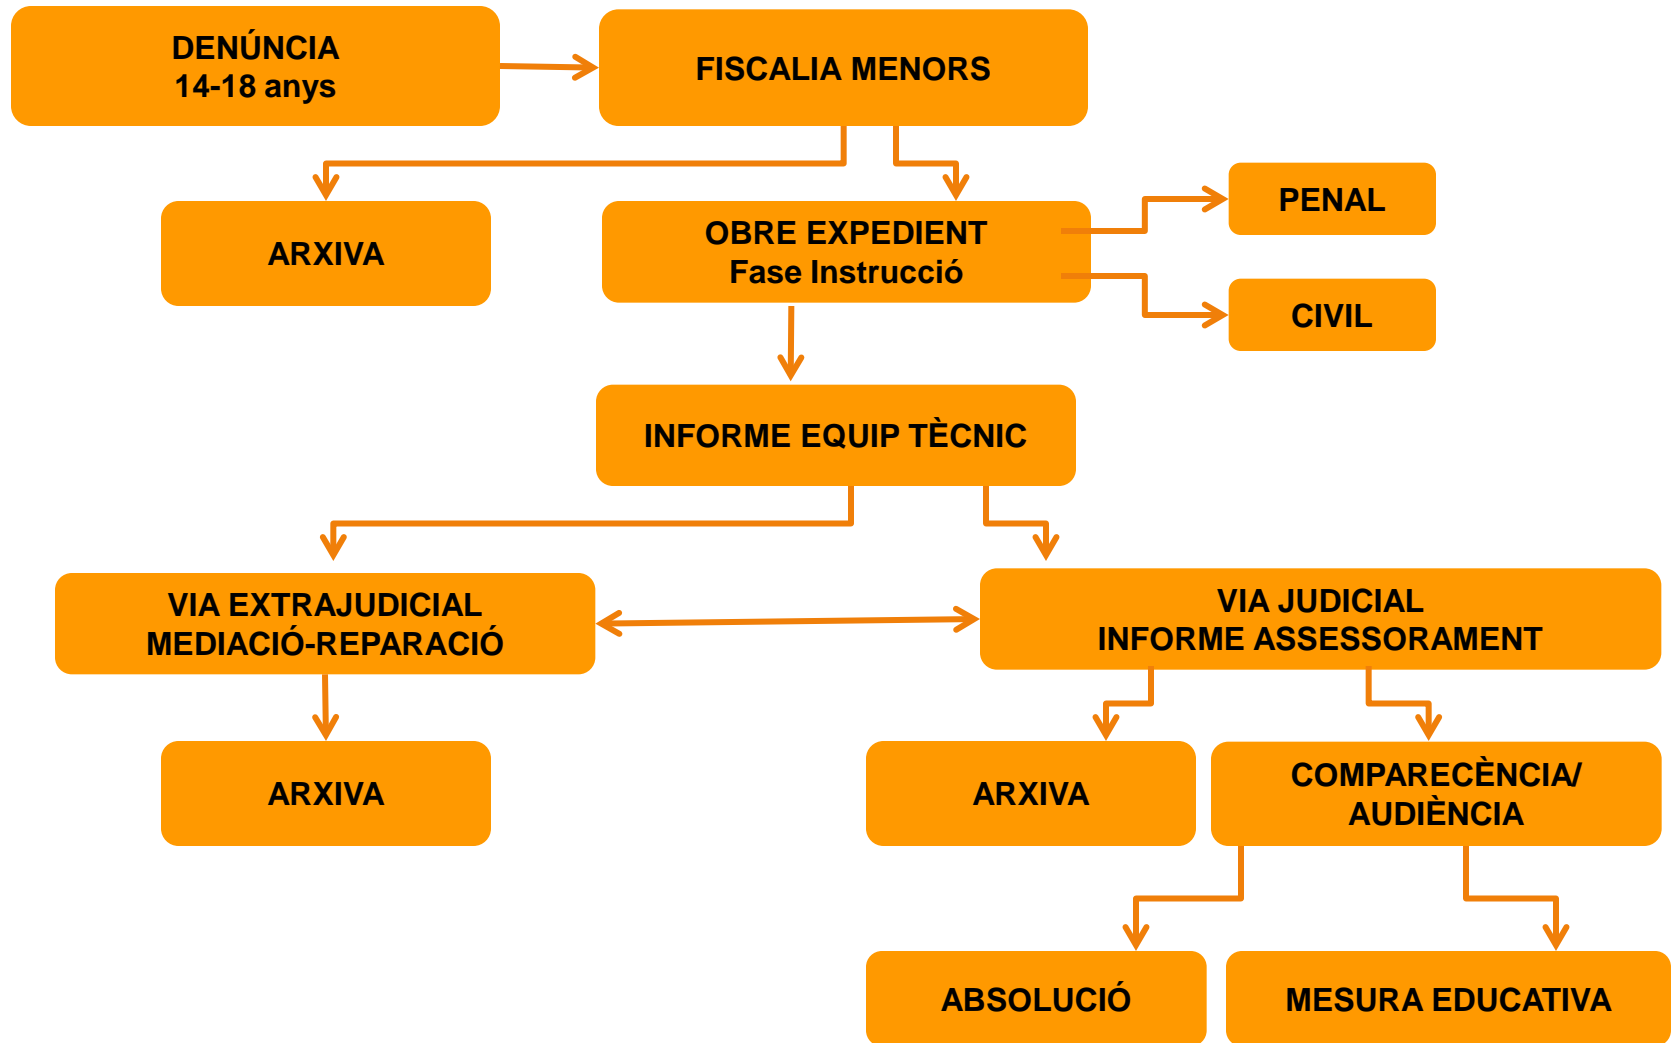 DENÚNCIA
14-18 anys
FISCALIA MENORS
ARXIVA
OBRE EXPEDIENT
Fase Instrucció
PENAL
CIVIL
INFORME EQUIP TÈCNIC
VIA EXTRAJUDICIAL
MEDIACIÓ-REPARACIÓ
VIA JUDICIAL
INFORME ASSESSORAMENT
ARXIVA
ARXIVA
COMPARECÈNCIA/
AUDIÈNCIA
ABSOLUCIÓ
MESURA EDUCATIVA